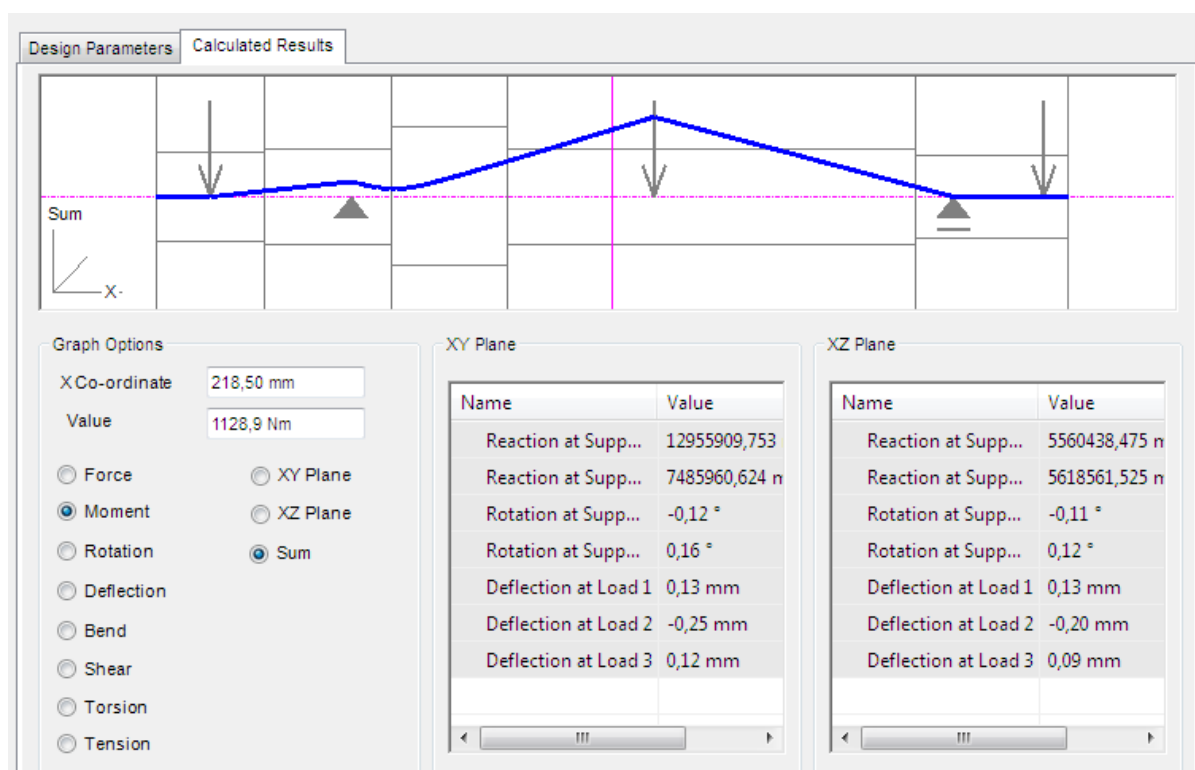 Design Parameters Calculated Results
Sum
X-
Graph Options
X Co-ordinate 218,50 mm
Value 1128,9 Nm
Force XY Plane
Moment XZ Plane
Rotation Sum
Deflection
Bend
Shear
Torsion
Tension
XY Plane
Name Value
Reaction at Supp... 12955909,753
Reaction at Supp... 7485960,624 m
Rotation at Supp... -0,12 °
Rotation at Supp... 0,16 °
Deflection at Load 1 0,13 mm
Deflection at Load 2 -0,25 mm
Deflection at Load 3 0,12 mm
XZ Plane
Name Value
Reaction at Supp... 5560438,475 m
Reaction at Supp... 5618561,525 m
Rotation at Supp... -0,11 °
Rotation at Supp... 0,12 °
Deflection at Load 1 0,13 mm
Deflection at Load 2 -0,20 mm
Deflection at Load 3 0,09 mm